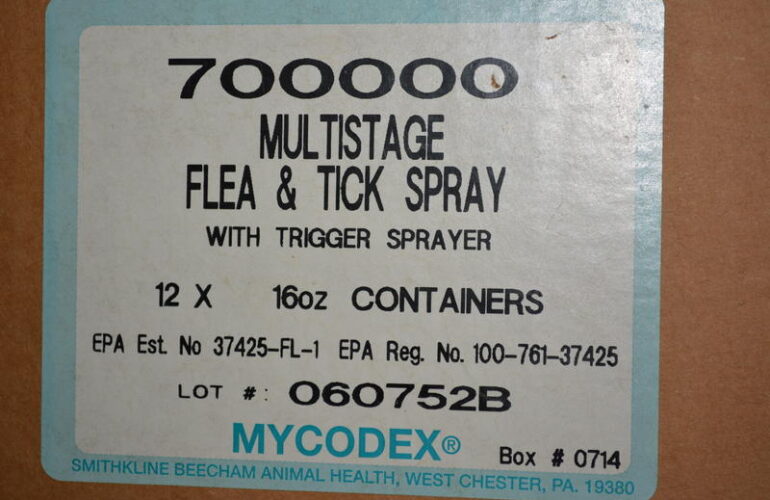 700000
MULTISTAGE
FLEA & TICK SPRAY
WITH TRIGGER SPRAYER
12 X 16oz CONTAINERS
EPA Est. No 37425-FL-1 EPA Reg. No. 100-761-37425
LOT #: 060752B
MYCODEX®
Box # 0714
SMITHKLINE BEECHAM ANIMAL HEALTH, WEST CHESTER, PA. 19380